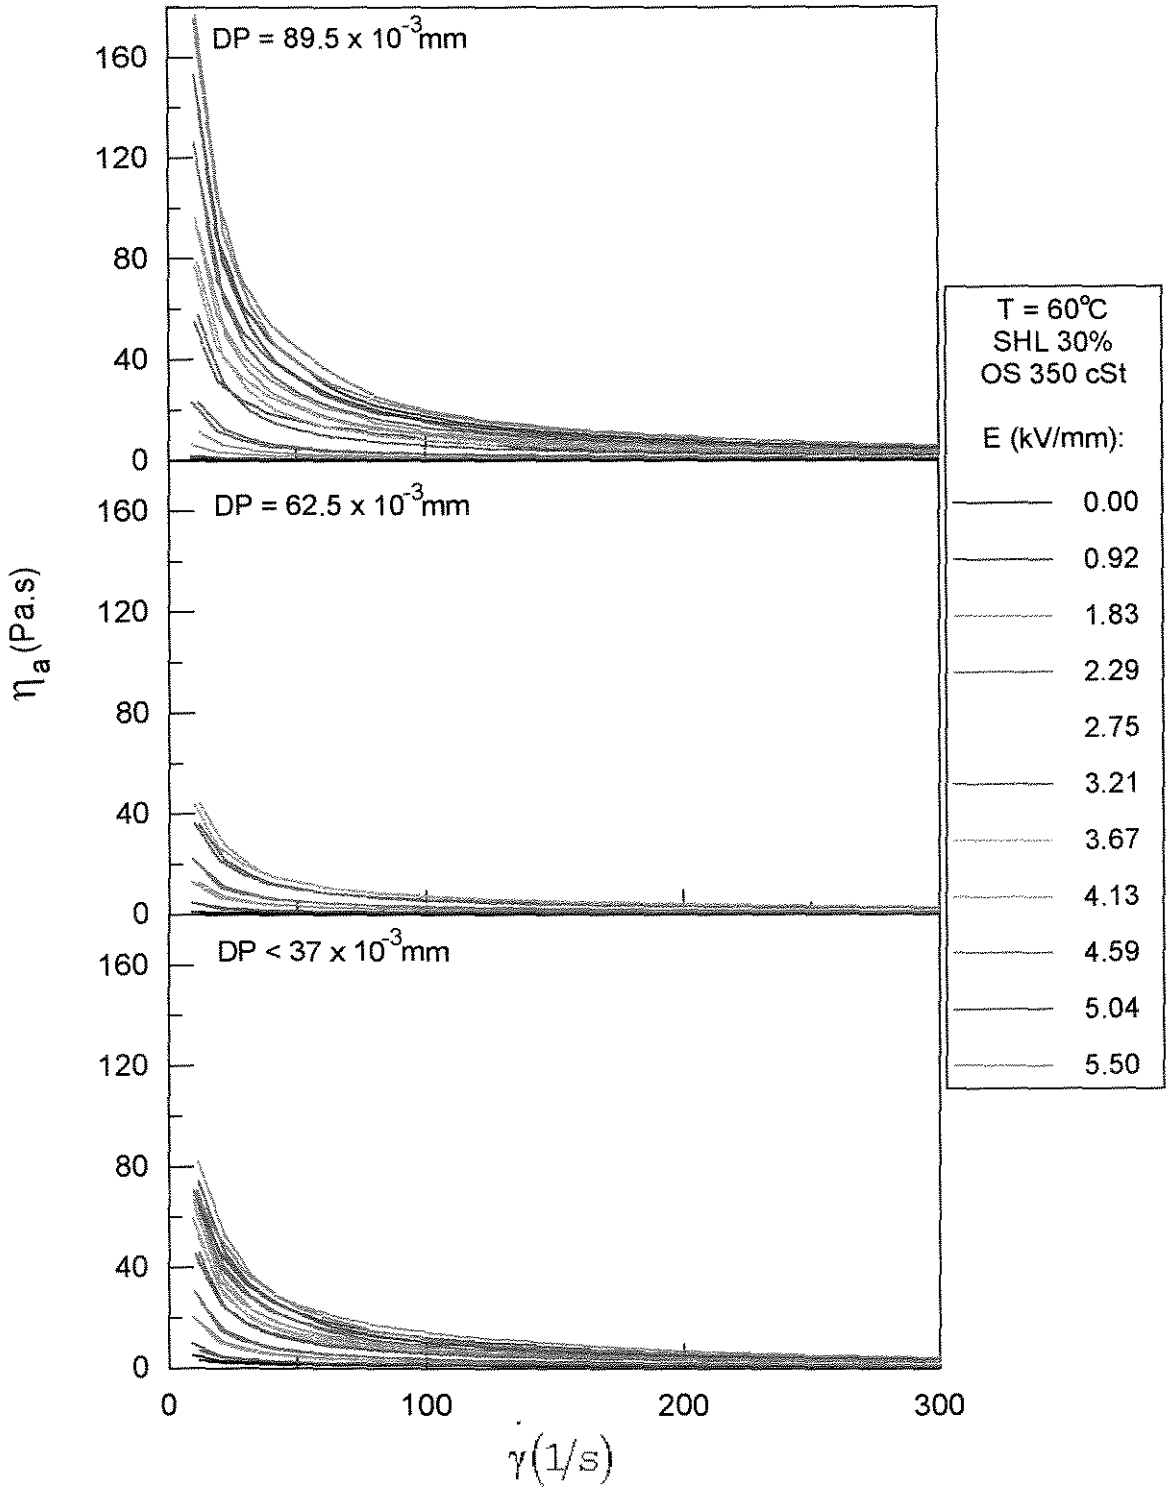 DP = 89.5 x 10⁻³mm
160
120
80
40
0
DP = 62.5 x 10⁻³mm
160
120
80
40
0
DP < 37 x 10⁻³mm
160
120
80
40
0
0 100 200 300
ηₐ(Pa.s)
γ̇(1/s)
T = 60°C
SHL 30%
OS 350 cSt
E (kV/mm):
0.00
0.92
1.83
2.29
2.75
3.21
3.67
4.13
4.59
5.04
5.50